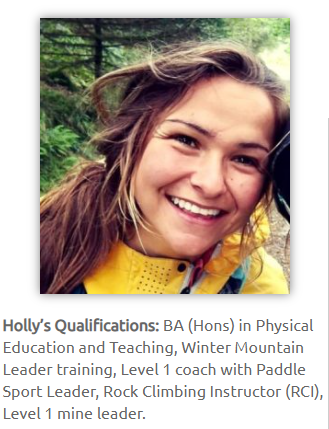 Holly's Qualifications: BA (Hons) in Physical
Education and Teaching, Winter Mountain
Leader training, Level 1 coach with Paddle
Sport Leader, Rock Climbing Instructor (RCI),
Level 1 mine leader.